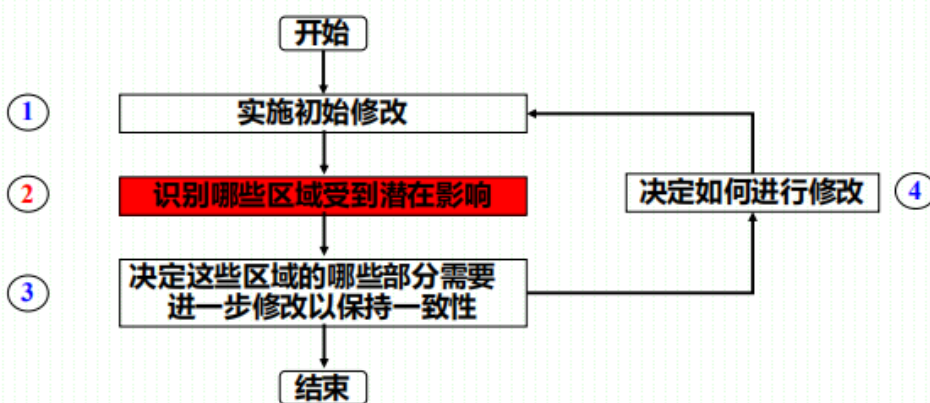 开始
1
实施初始修改
2
识别哪些区域受到潜在影响
决定如何进行修改
4
3
决定这些区域的哪些部分需要
进一步修改以保持一致性
结束